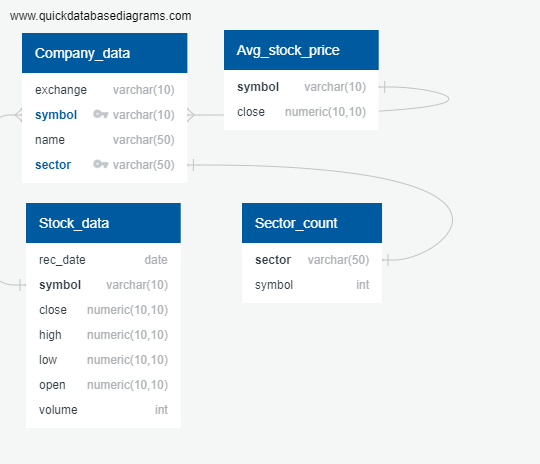 www.quickdatabasediagrams.com
Company_data
exchange varchar(10)
symbol varchar(10)
name varchar(50)
sector varchar(50)
Avg_stock_price
symbol varchar(10)
close numeric(10,10)
Stock_data
rec_date date
symbol varchar(10)
close numeric(10,10)
high numeric(10,10)
low numeric(10,10)
open numeric(10,10)
volume int
Sector_count
sector varchar(50)
symbol int